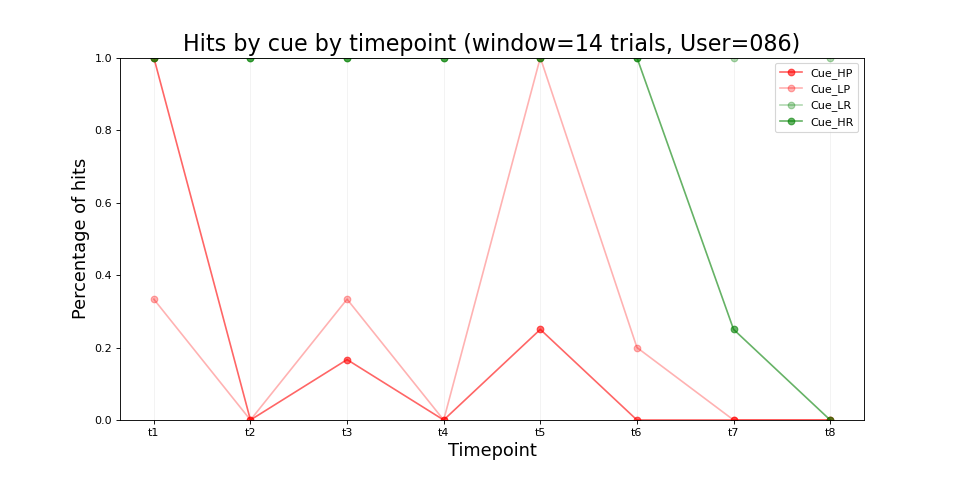 Hits by cue by timepoint (window=14 trials, User=086)
Percentage of hits
1.0
0.8
0.6
0.4
0.2
0.0
Cue_HP
Cue_LP
Cue_LR
Cue_HR
t1 t2 t3 t4 t5 t6 t7 t8
Timepoint